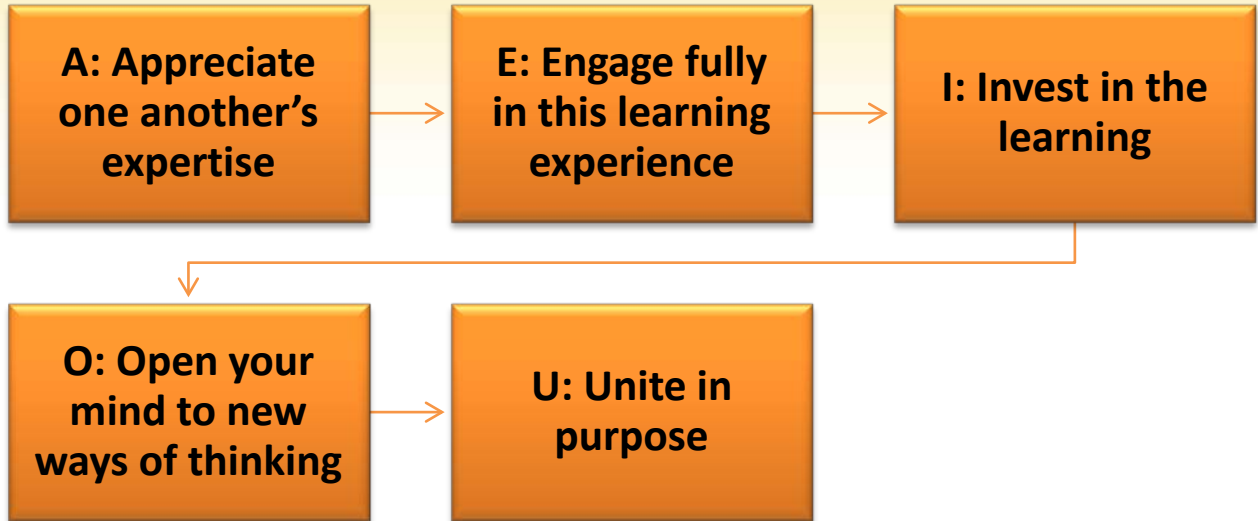 A: Appreciate
one another’s
expertise
E: Engage fully
in this learning
experience
I: Invest in the
learning
O: Open your
mind to new
ways of thinking
U: Unite in
purpose